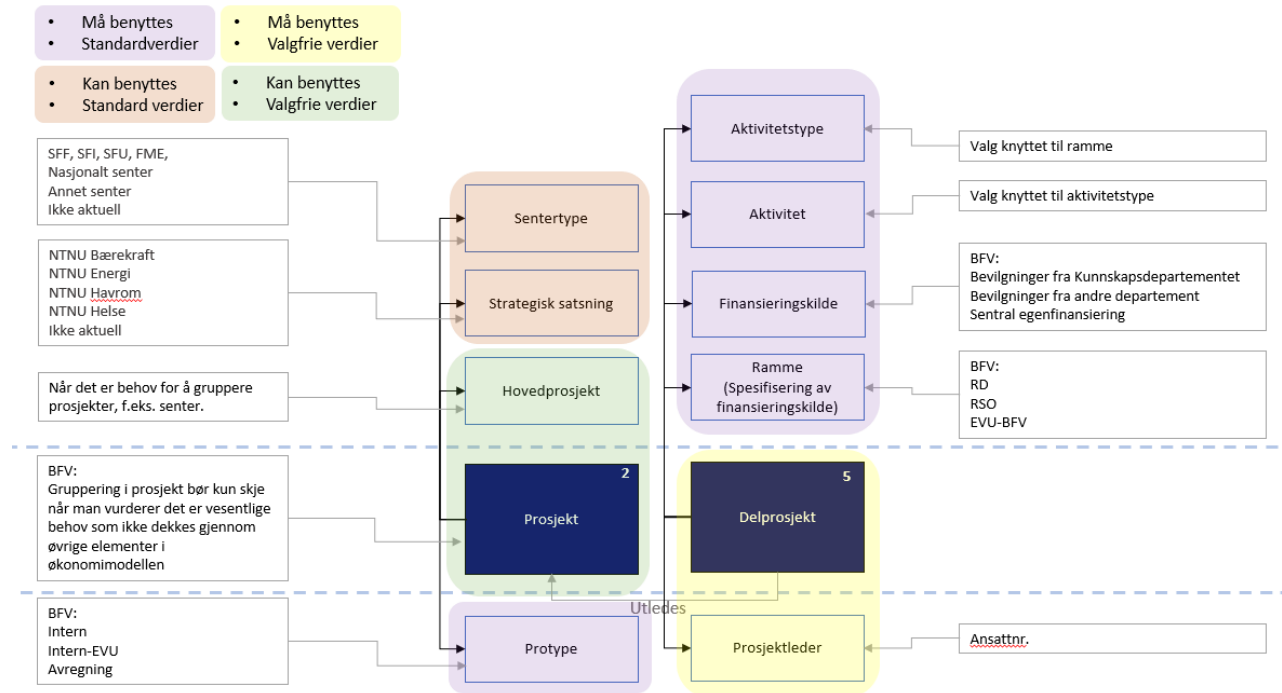 Må benyttes
Standardverdier
Må benyttes
Valgfrie verdier
Kan benyttes
Standard verdier
Kan benyttes
Valgfrie verdier
SFF, SFI, SFU, FME,
Nasjonalt senter
Annet senter
Ikke aktuell
NTNU Bærekraft
NTNU Energi
NTNU Havrom
NTNU Helse
Ikke aktuell
Når det er behov for å gruppere
prosjekter, f.eks. senter.
BFV:
Gruppering i prosjekt bør kun skje
når man vurderer det er vesentlige
behov som ikke dekkes gjennom
øvrige elementer i
økonomimodellen
BFV:
Intern
Intern-EVU
Avregning
Sentertype
Strategisk satsning
Hovedprosjekt
2
Prosjekt
Protype
Utledes
Aktivitetstype
Aktivitet
Finansieringskilde
Ramme
(Spesifisering av
finansieringskilde)
5
Delprosjekt
Prosjektleder
Valg knyttet til ramme
Valg knyttet til aktivitetstype
BFV:
Bevilgninger fra Kunnskapsdepartementet
Bevilgninger fra andre departement
Sentral egenfinansiering
BFV:
RD
RSO
EVU-BFV
Ansattnr.